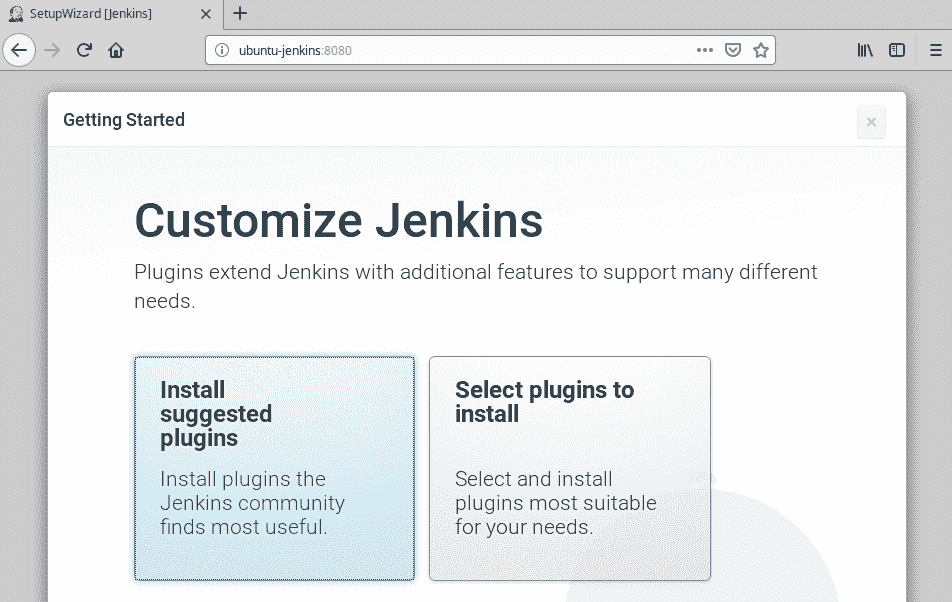 SetupWizard [Jenkins]
ubuntu-jenkins:8080
Getting Started
Customize Jenkins
Plugins extend Jenkins with additional features to support many different
needs.
Install
suggested
plugins
Install plugins the
Jenkins community
finds most useful.
Select plugins to
install
Select and install
plugins most suitable
for your needs.